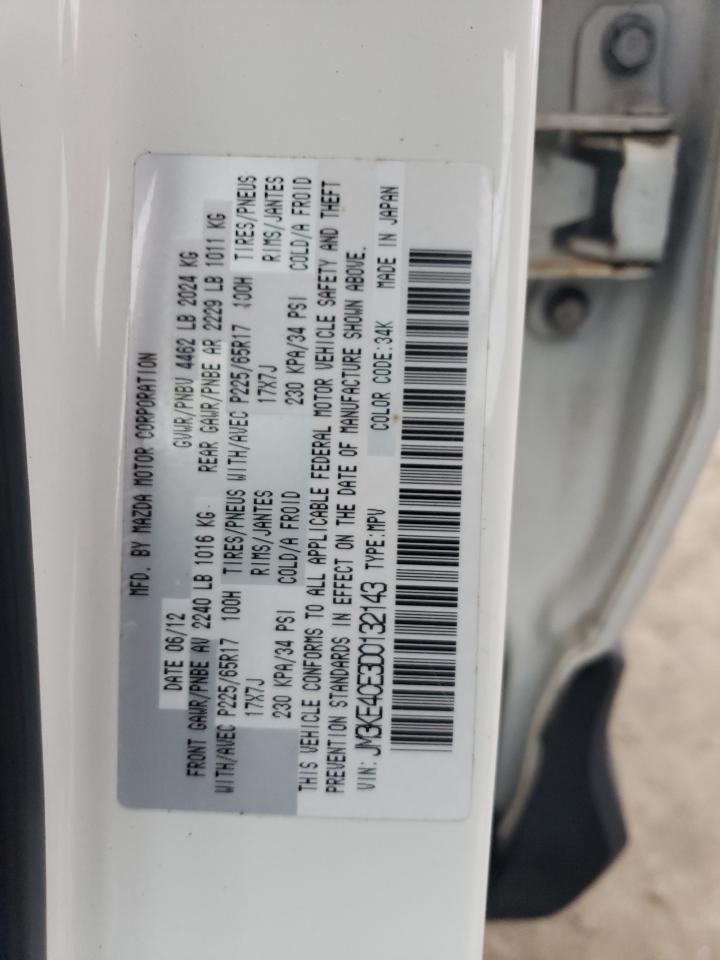 MFD. BY MAZDA MOTOR CORPORATION
DATE 06/12 GVWR/PNBV 4462 LB 2024 KG
FRONT GAWR/PNBE AV 2240 LB 1016 KG REAR GAWR/PNBE AR 2229 LB 1011 KG
WITH/AVEC P225/65R17 100H TIRES/PNEUS WITH/AVEC P225/65R17 100H TIRES/PNEUS
17X7J RIMS/JANTES 17X7J RIMS/JANTES
230 KPA/34 PSI COLD/A FROID 230 KPA/34 PSI COLD/A FROID
THIS VEHICLE CONFORMS TO ALL APPLICABLE FEDERAL MOTOR VEHICLE SAFETY AND THEFT
PREVENTION STANDARDS IN EFFECT ON THE DATE OF MANUFACTURE SHOWN ABOVE.
VIN: JM3KE4CE3D0132143 TYPE:MPV COLOR CODE:34K MADE IN JAPAN